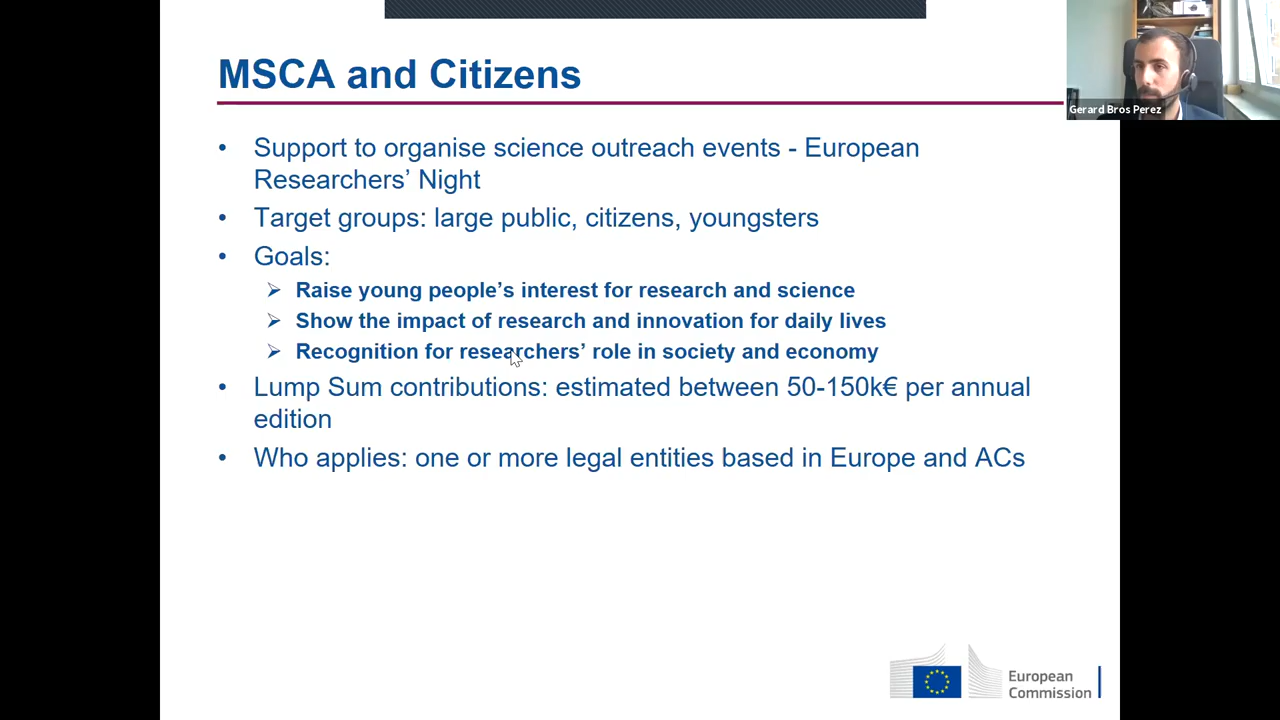 MSCA and Citizens
Gerard Bros Perez
• Support to organise science outreach events - European
Researchers’ Night
• Target groups: large public, citizens, youngsters
• Goals:
➢ Raise young people’s interest for research and science
➢ Show the impact of research and innovation for daily lives
➢ Recognition for researchers’ role in society and economy
• Lump Sum contributions: estimated between 50-150k€ per annual
edition
• Who applies: one or more legal entities based in Europe and ACs
European
Commission